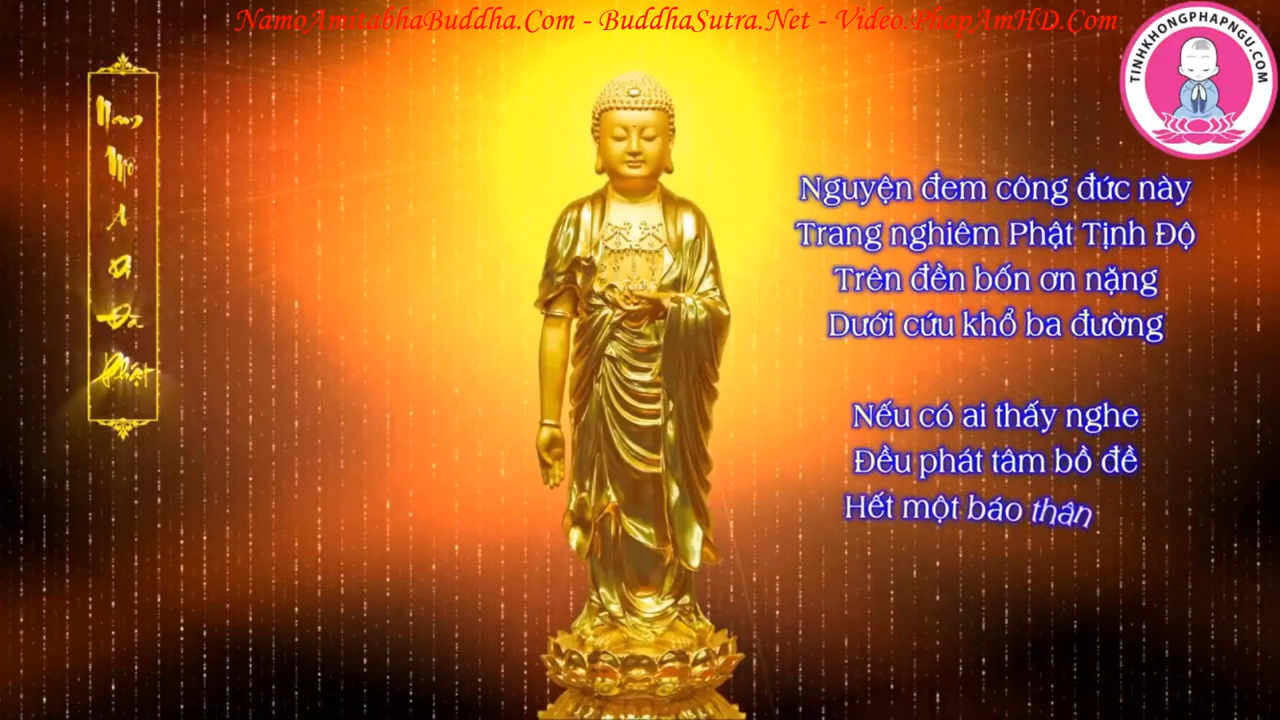 NamoAmitabhaBuddha.Com - BuddhaSutra.Net - Video.PhapAmHD.Com
TINHKHONGPHAPNGU.COM
Nam
Mô
A
Di
Đà
Phật
Nguyện đem công đức này
Trang nghiêm Phật Tịnh Độ
Trên đền bốn ơn nặng
Dưới cứu khổ ba đường
Nếu có ai thấy nghe
Đều phát tâm bồ đề
Hết một báo thân